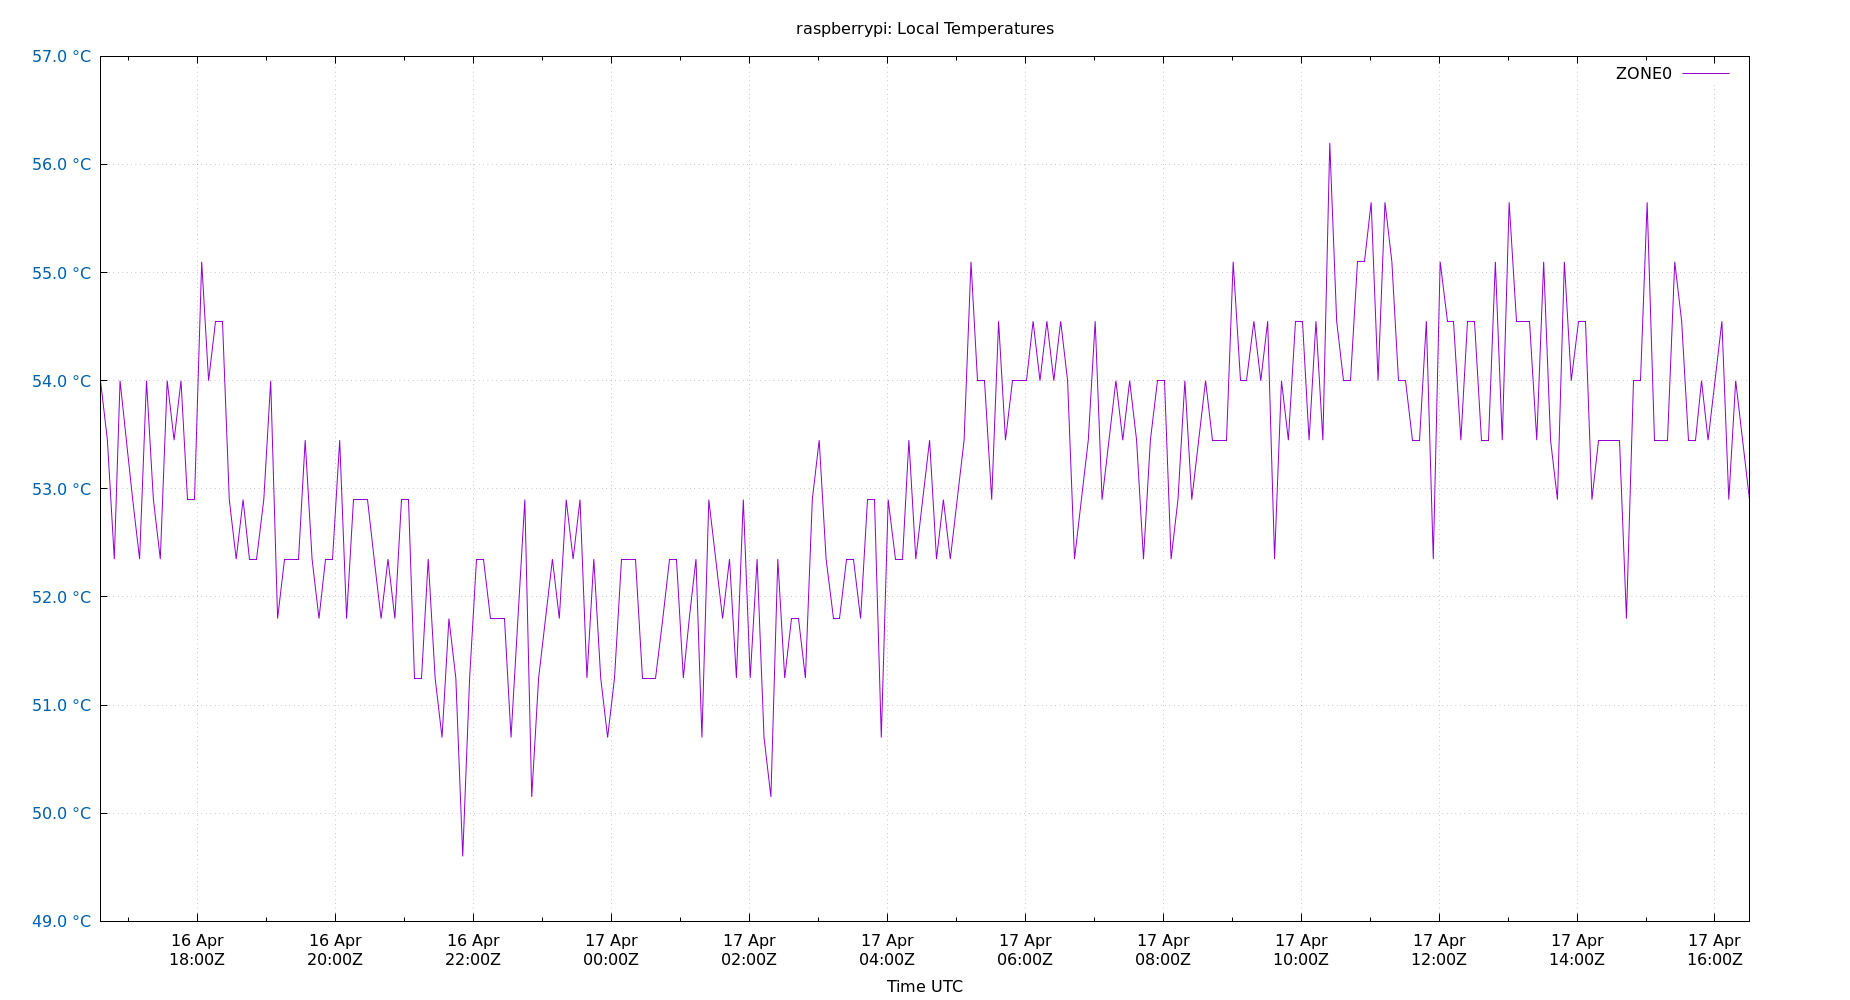 raspberrypi: Local Temperatures
57.0 °C
56.0 °C
55.0 °C
54.0 °C
53.0 °C
52.0 °C
51.0 °C
50.0 °C
49.0 °C
ZONE0
16 Apr
18:00Z
16 Apr
20:00Z
16 Apr
22:00Z
17 Apr
00:00Z
17 Apr
02:00Z
17 Apr
04:00Z
17 Apr
06:00Z
17 Apr
08:00Z
17 Apr
10:00Z
17 Apr
12:00Z
17 Apr
14:00Z
17 Apr
16:00Z
Time UTC